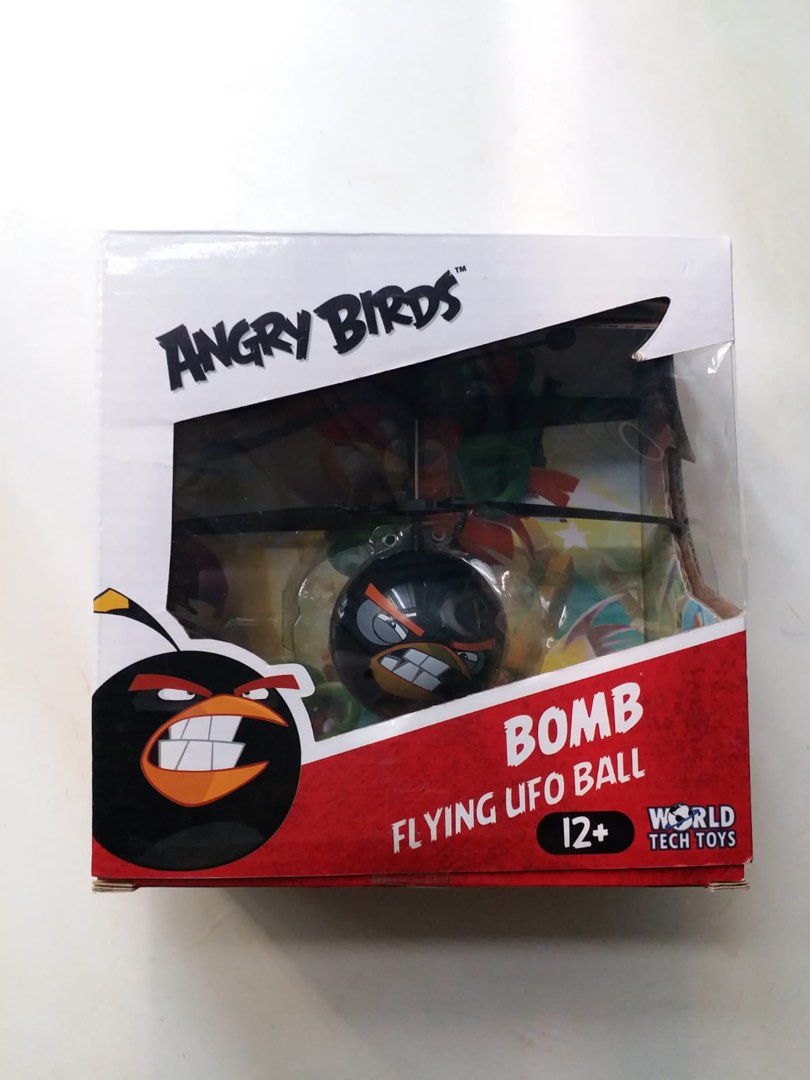 ANGRY BIRDS™
BOMB
FLYING UFO BALL
12+
WORLD
TECH TOYS